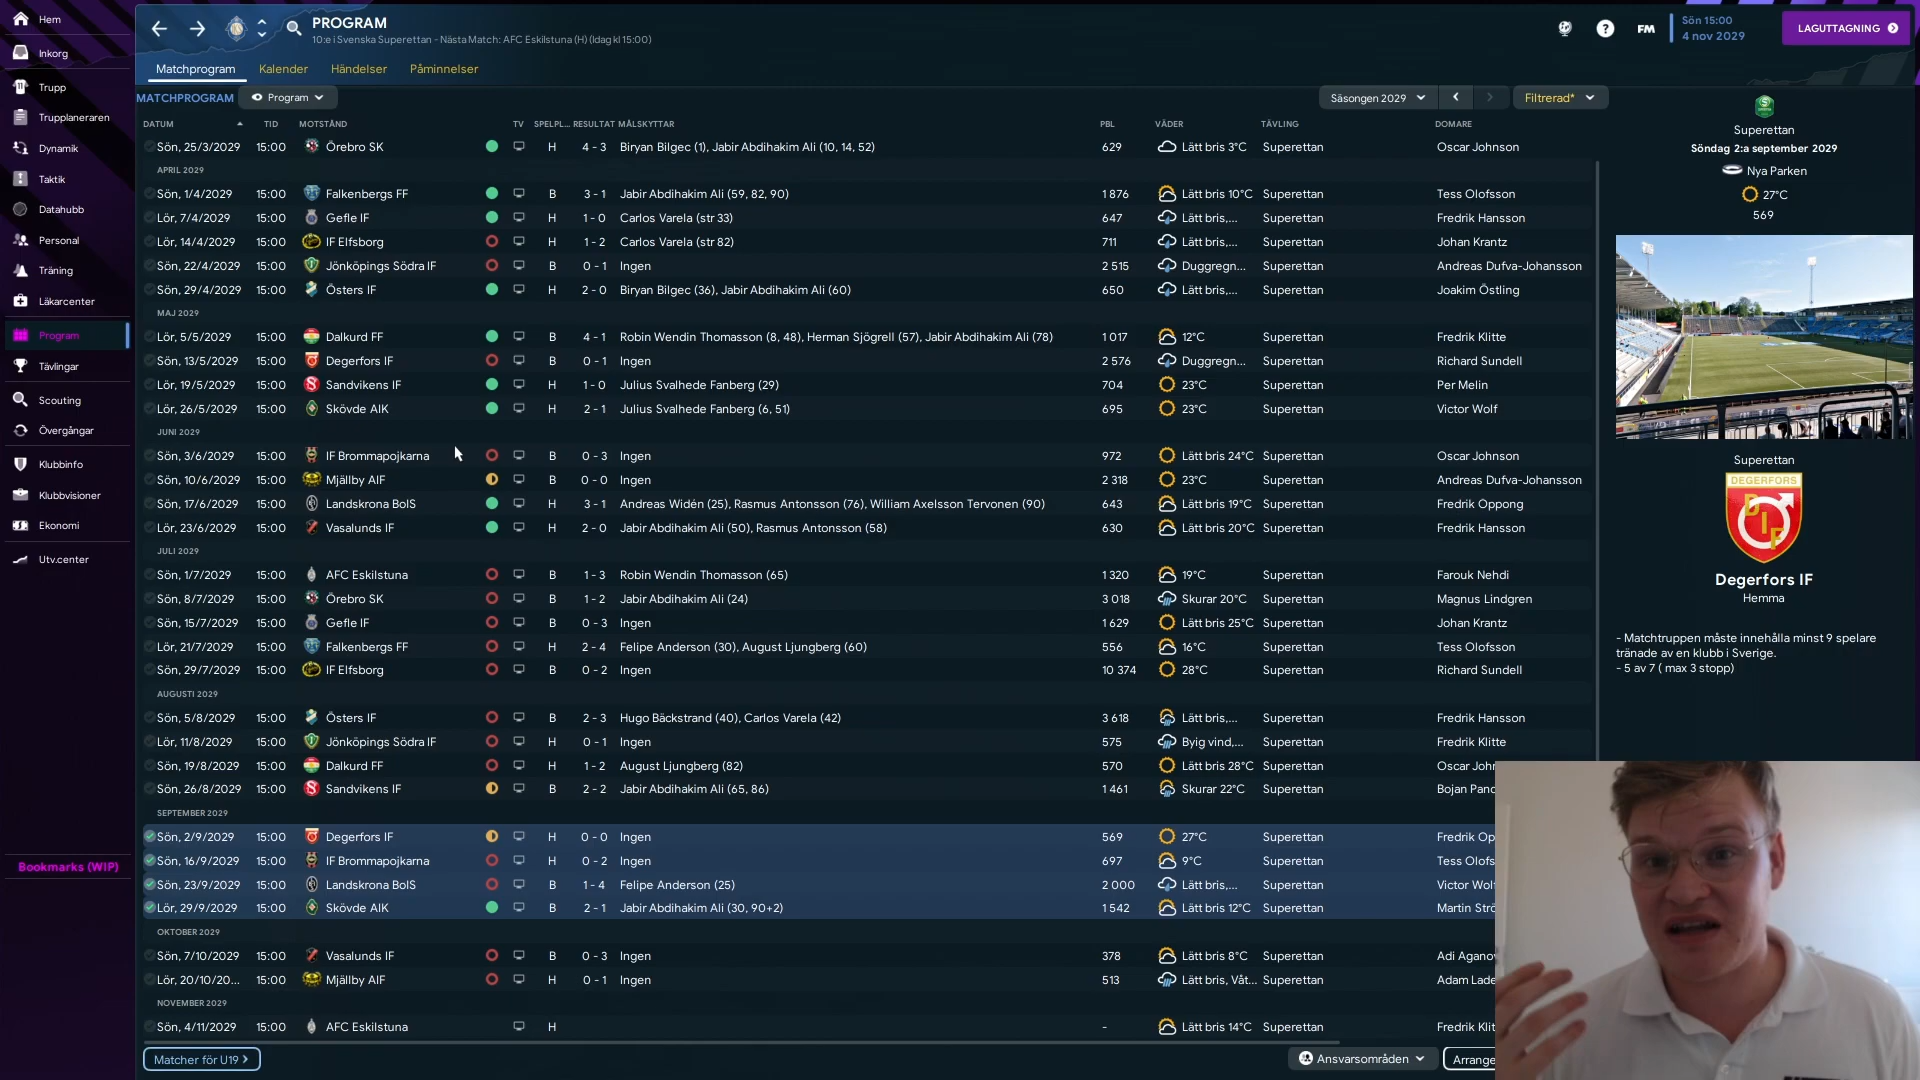 Hem
Inkorg
Trupp
Trupplaneraren
Dynamik
Taktik
Datahubb
Personal
Träning
Läkarcenter
Program
Tävlingar
Scouting
Övergångar
Klubbinfo
Klubbvisioner
Ekonomi
Utv.center
Bookmarks (WIP)
PROGRAM
10:e i Svenska Superettan - Nästa Match: AFC Eskilstuna (H) (Idag kl 15:00)
FM
Sön 15:00
4 nov 2029
LAGUTTAGNING
Matchprogram Kalender Händelser Påminnelser
MATCHPROGRAM Program Säsongen 2029 Filtrerad*
DATUM TID MOTSTÅND TV SPELPL... RESULTAT MÅLSKYTTAR PBL VÄDER TÄVLING DOMARE
Sön, 25/3/2029 15:00 Örebro SK H 4 - 3 Biryan Bilgec (1), Jabir Abdihakim Ali (10, 14, 52) 629 Lätt bris 3°C Superettan Oscar Johnson
APRIL 2029
Sön, 1/4/2029 15:00 Falkenbergs FF B 3 - 1 Jabir Abdihakim Ali (59, 82, 90) 1 876 Lätt bris 10°C Superettan Tess Olofsson
Lör, 7/4/2029 15:00 Gefle IF H 1 - 0 Carlos Varela (str 33) 647 Lätt bris,... Superettan Fredrik Hansson
Lör, 14/4/2029 15:00 IF Elfsborg H 1 - 2 Carlos Varela (str 82) 711 Lätt bris,... Superettan Johan Krantz
Sön, 22/4/2029 15:00 Jönköpings Södra IF B 0 - 1 Ingen 2 515 Duggregn... Superettan Andreas Dufva-Johansson
Sön, 29/4/2029 15:00 Östers IF H 2 - 0 Biryan Bilgec (36), Jabir Abdihakim Ali (60) 650 Lätt bris,... Superettan Joakim Östling
MAJ 2029
Lör, 5/5/2029 15:00 Dalkurd FF B 4 - 1 Robin Wendin Thomasson (8, 48), Herman Sjögrell (57), Jabir Abdihakim Ali (78) 1 017 12°C Superettan Fredrik Klitte
Sön, 13/5/2029 15:00 Degerfors IF B 0 - 1 Ingen 2 576 Duggregn... Superettan Richard Sundell
Lör, 19/5/2029 15:00 Sandvikens IF H 1 - 0 Julius Svalhede Fanberg (29) 704 23°C Superettan Per Melin
Lör, 26/5/2029 15:00 Skövde AIK H 2 - 1 Julius Svalhede Fanberg (6, 51) 695 23°C Superettan Victor Wolf
JUNI 2029
Sön, 3/6/2029 15:00 IF Brommapojkarna B 0 - 3 Ingen 972 Lätt bris 24°C Superettan Oscar Johnson
Sön, 10/6/2029 15:00 Mjällby AIF B 0 - 0 Ingen 2 318 23°C Superettan Andreas Dufva-Johansson
Sön, 17/6/2029 15:00 Landskrona BoIS H 3 - 1 Andreas Widén (25), Rasmus Antonsson (76), William Axelsson Tervonen (90) 643 Lätt bris 19°C Superettan Fredrik Oppong
Lör, 23/6/2029 15:00 Vasalunds IF H 2 - 0 Jabir Abdihakim Ali (50), Rasmus Antonsson (58) 630 Lätt bris 20°C Superettan Fredrik Hansson
JULI 2029
Sön, 1/7/2029 15:00 AFC Eskilstuna B 1 - 3 Robin Wendin Thomasson (65) 1 320 19°C Superettan Farouk Nehdi
Sön, 8/7/2029 15:00 Örebro SK B 1 - 2 Jabir Abdihakim Ali (24) 3 018 Skurar 20°C Superettan Magnus Lindgren
Sön, 15/7/2029 15:00 Gefle IF B 0 - 3 Ingen 1 629 Lätt bris 25°C Superettan Johan Krantz
Lör, 21/7/2029 15:00 Falkenbergs FF H 2 - 4 Felipe Anderson (30), August Ljungberg (60) 556 16°C Superettan Tess Olofsson
Sön, 29/7/2029 15:00 IF Elfsborg B 0 - 2 Ingen 10 374 28°C Superettan Richard Sundell
AUGUSTI 2029
Sön, 5/8/2029 15:00 Östers IF B 2 - 3 Hugo Bäckstrand (40), Carlos Varela (42) 3 618 Lätt bris,... Superettan Fredrik Hansson
Lör, 11/8/2029 15:00 Jönköpings Södra IF H 0 - 1 Ingen 575 Byig vind,... Superettan Fredrik Klitte
Sön, 19/8/2029 15:00 Dalkurd FF H 1 - 2 August Ljungberg (82) 570 Lätt bris 28°C Superettan Oscar Johr
Sön, 26/8/2029 15:00 Sandvikens IF B 2 - 2 Jabir Abdihakim Ali (65, 86) 1 461 Skurar 22°C Superettan Bojan Panc
SEPTEMBER 2029
Sön, 2/9/2029 15:00 Degerfors IF H 0 - 0 Ingen 569 27°C Superettan Fredrik Op
Sön, 16/9/2029 15:00 IF Brommapojkarna H 0 - 2 Ingen 697 9°C Superettan Tess Olofs
Sön, 23/9/2029 15:00 Landskrona BoIS B 1 - 4 Felipe Anderson (25) 2 000 Lätt bris,... Superettan Victor Wolf
Lör, 29/9/2029 15:00 Skövde AIK B 2 - 1 Jabir Abdihakim Ali (30, 90+2) 1 542 Lätt bris 12°C Superettan Martin Strö
OKTOBER 2029
Sön, 7/10/2029 15:00 Vasalunds IF B 0 - 3 Ingen 378 Lätt bris 8°C Superettan Adi Aganov
Lör, 20/10/20... 15:00 Mjällby AIF H 0 - 1 Ingen 513 Lätt bris, Våt... Superettan Adam Lade
NOVEMBER 2029
Sön, 4/11/2029 15:00 AFC Eskilstuna H - Lätt bris 14°C Superettan Fredrik Klit
Matcher för U19 Ansvarsområden Arrange
Superettan
Söndag 2:a september 2029
Nya Parken
27°C
569
Superettan
DEGERFORS
DIF
Degerfors IF
Hemma
- Matchtruppen måste innehålla minst 9 spelare
tränade av en klubb i Sverige.
- 5 av 7 ( max 3 stopp)